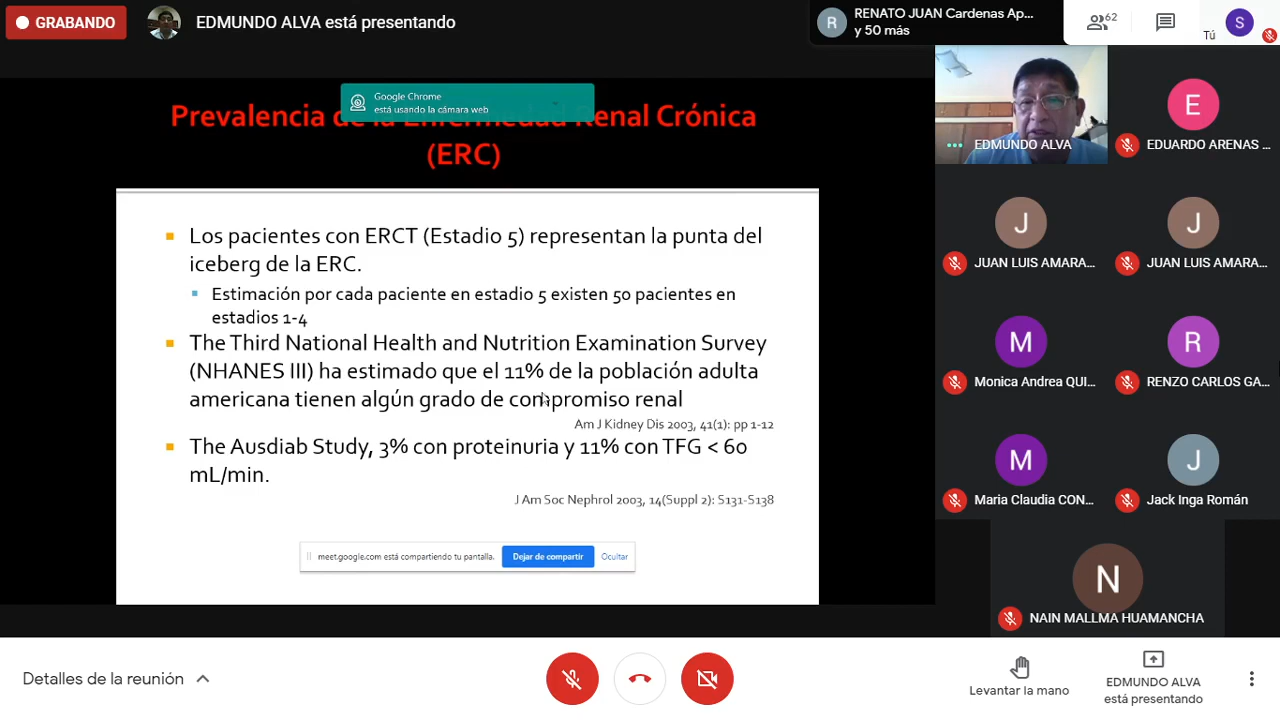 GRABANDO
EDMUNDO ALVA está presentando
R
RENATO JUAN Cardenas Ap...
y 50 más
62
Tú
S
Google Chrome
está usando la cámara web
Prevalencia de la Enfermedad Renal Crónica
(ERC)
Los pacientes con ERCT (Estadio 5) representan la punta del
iceberg de la ERC.
Estimación por cada paciente en estadio 5 existen 50 pacientes en
estadios 1-4
The Third National Health and Nutrition Examination Survey
(NHANES III) ha estimado que el 11% de la población adulta
americana tienen algún grado de compromiso renal
Am J Kidney Dis 2003, 41(1): pp 1-12
The Ausdiab Study, 3% con proteinuria y 11% con TFG < 60
mL/min.
J Am Soc Nephrol 2003, 14(Suppl 2): S131-S138
meet.google.com está compartiendo tu pantalla.
Dejar de compartir
Ocultar
EDMUNDO ALVA
E
EDUARDO ARENAS ...
J
JUAN LUIS AMARA...
J
JUAN LUIS AMARA...
M
Monica Andrea QUI...
R
RENZO CARLOS GA...
M
Maria Claudia CON...
J
Jack Inga Román
N
NAIN MALLMA HUAMANCHA
Detalles de la reunión
Levantar la mano
EDMUNDO ALVA
está presentando